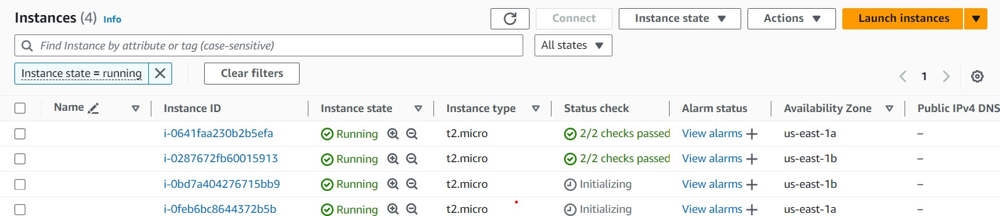 Instances (4) Info Connect Instance state Actions Launch instances
Find Instance by attribute or tag (case-sensitive) All states
Instance state = running Clear filters
1
Name Instance ID Instance state Instance type Status check Alarm status Availability Zone Public IPv4 DNS
i-0641faa230b2b5efa Running t2.micro 2/2 checks passed View alarms + us-east-1a –
i-0287672fb60015913 Running t2.micro 2/2 checks passed View alarms + us-east-1b –
i-0bd7a404276715bb9 Running t2.micro Initializing View alarms + us-east-1b –
i-0feb6bc8644372b5b Running t2.micro Initializing View alarms + us-east-1a –